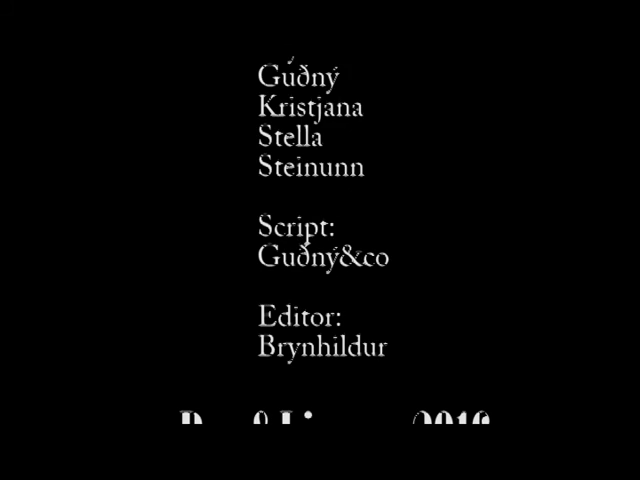 Guðný
Kristjana
Stella
Steinunn
Script:
Guðný&co
Editor:
Brynhildur